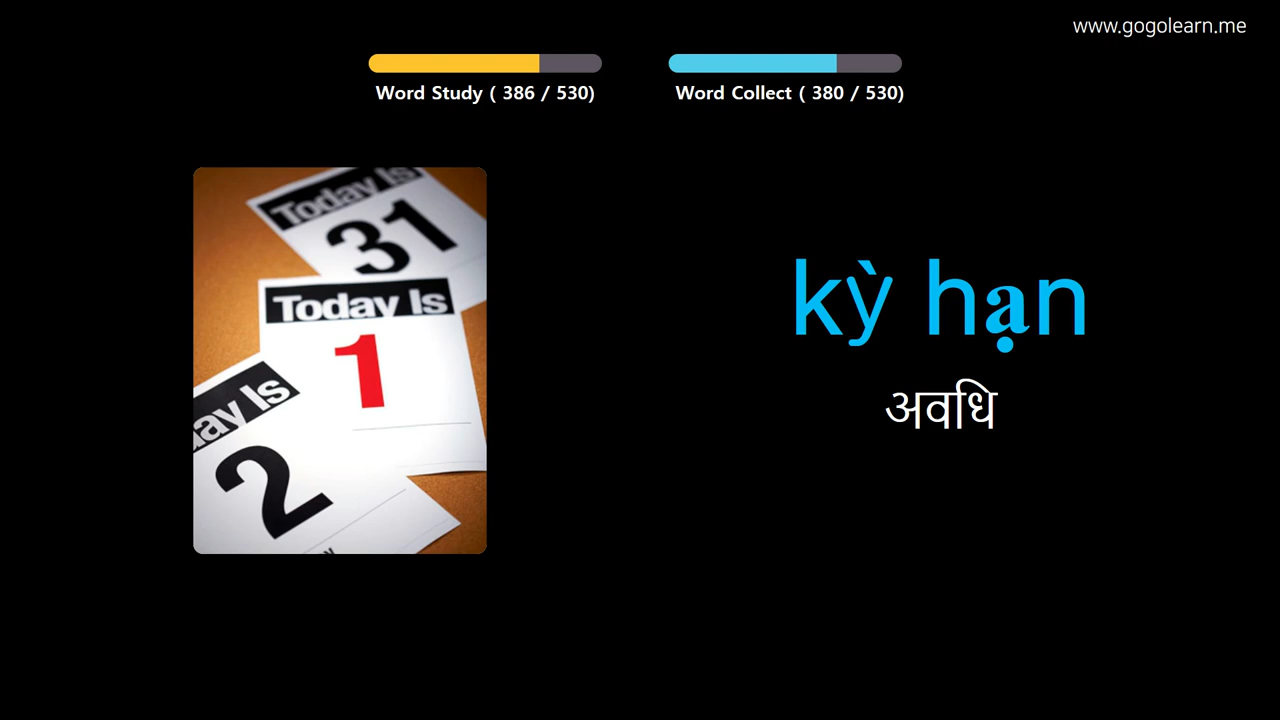 www.gogolearn.me
Word Study ( 386 / 530)
Word Collect ( 380 / 530)
Today Is
31
Today Is
1
ay Is
2
kỳ hạn
अवधि